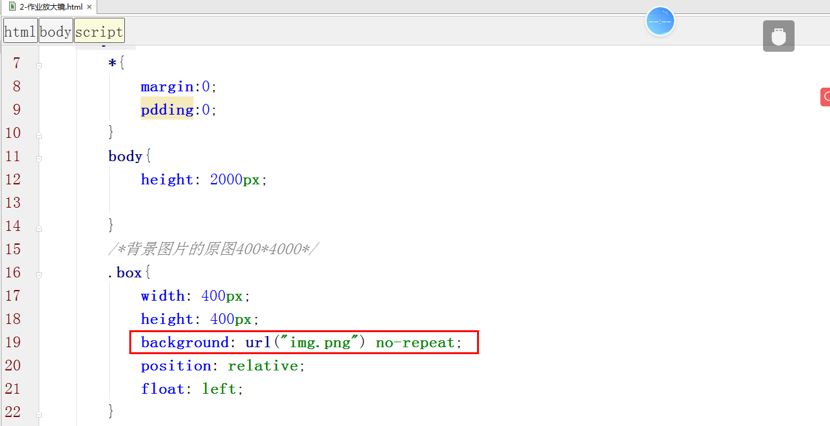 2-作业放大镜.html
html body script
7 *{
8 margin:0;
9 pdding:0;
10 }
11 body{
12 height: 2000px;
13
14 }
15 /*背景图片的原图400*4000*/
16 .box{
17 width: 400px;
18 height: 400px;
19 background: url("img.png") no-repeat;
20 position: relative;
21 float: left;
22 }